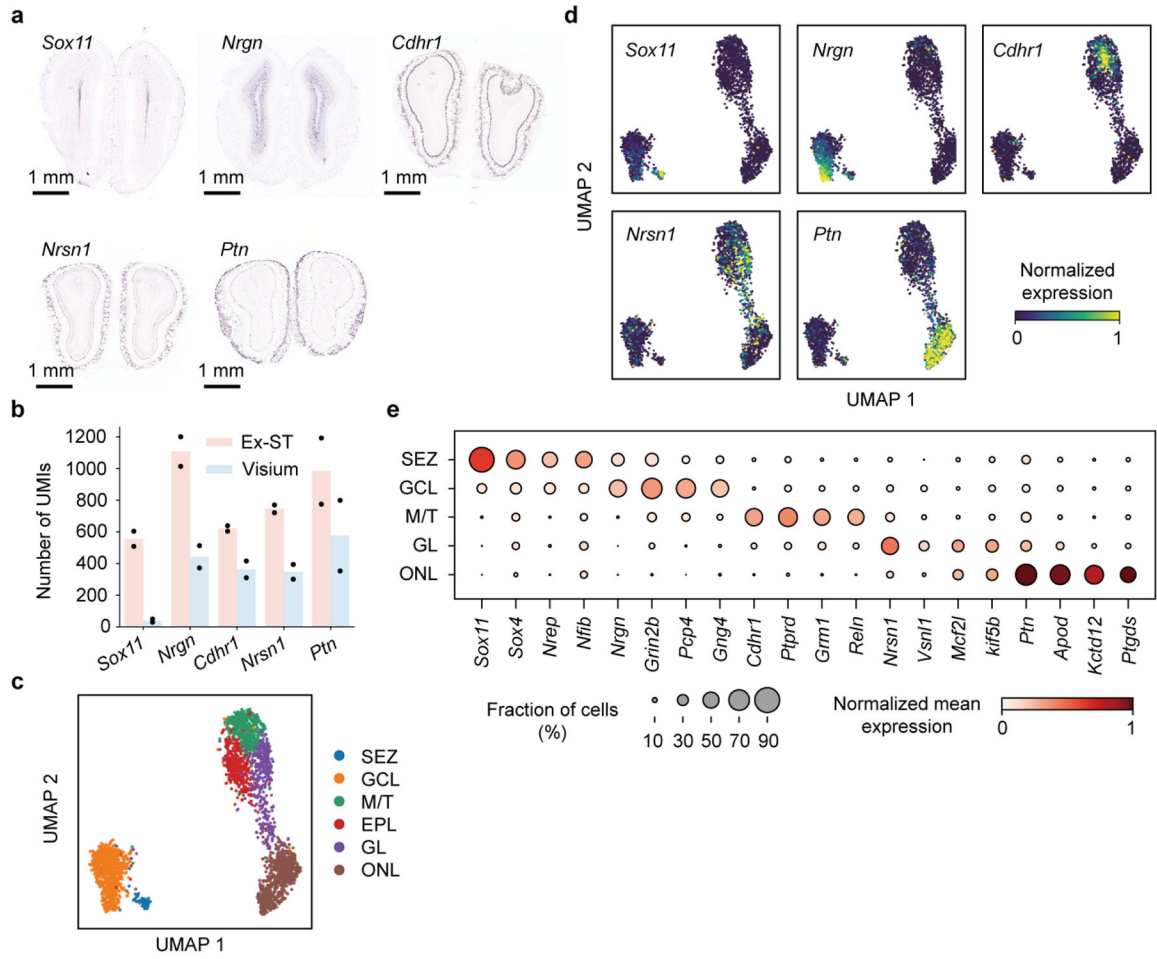 a
Sox11
Nrgn
Cdhr1
1 mm
1 mm
1 mm
Nrsn1
Ptn
1 mm
1 mm
b
Number of UMIs
1200
1000
800
600
400
200
0
Ex-ST
Visium
Sox11
Nrgn
Cdhr1
Nrsn1
Ptn
c
UMAP 2
UMAP 1
SEZ
GCL
M/T
EPL
GL
ONL
d
Sox11
Nrgn
Cdhr1
Nrsn1
Ptn
UMAP 2
UMAP 1
Normalized
expression
0 1
e
SEZ
GCL
M/T
GL
ONL
Sox11
Sox4
Nrep
Nfib
Nrgn
Grin2b
Pcp4
Gng4
Cdhr1
Ptprd
Grm1
Reln
Nrsn1
Vsnl1
Mcf2l
kif5b
Ptn
Apod
Kctd12
Ptgds
Fraction of cells
(%)
10 30 50 70 90
Normalized mean
expression
0 1